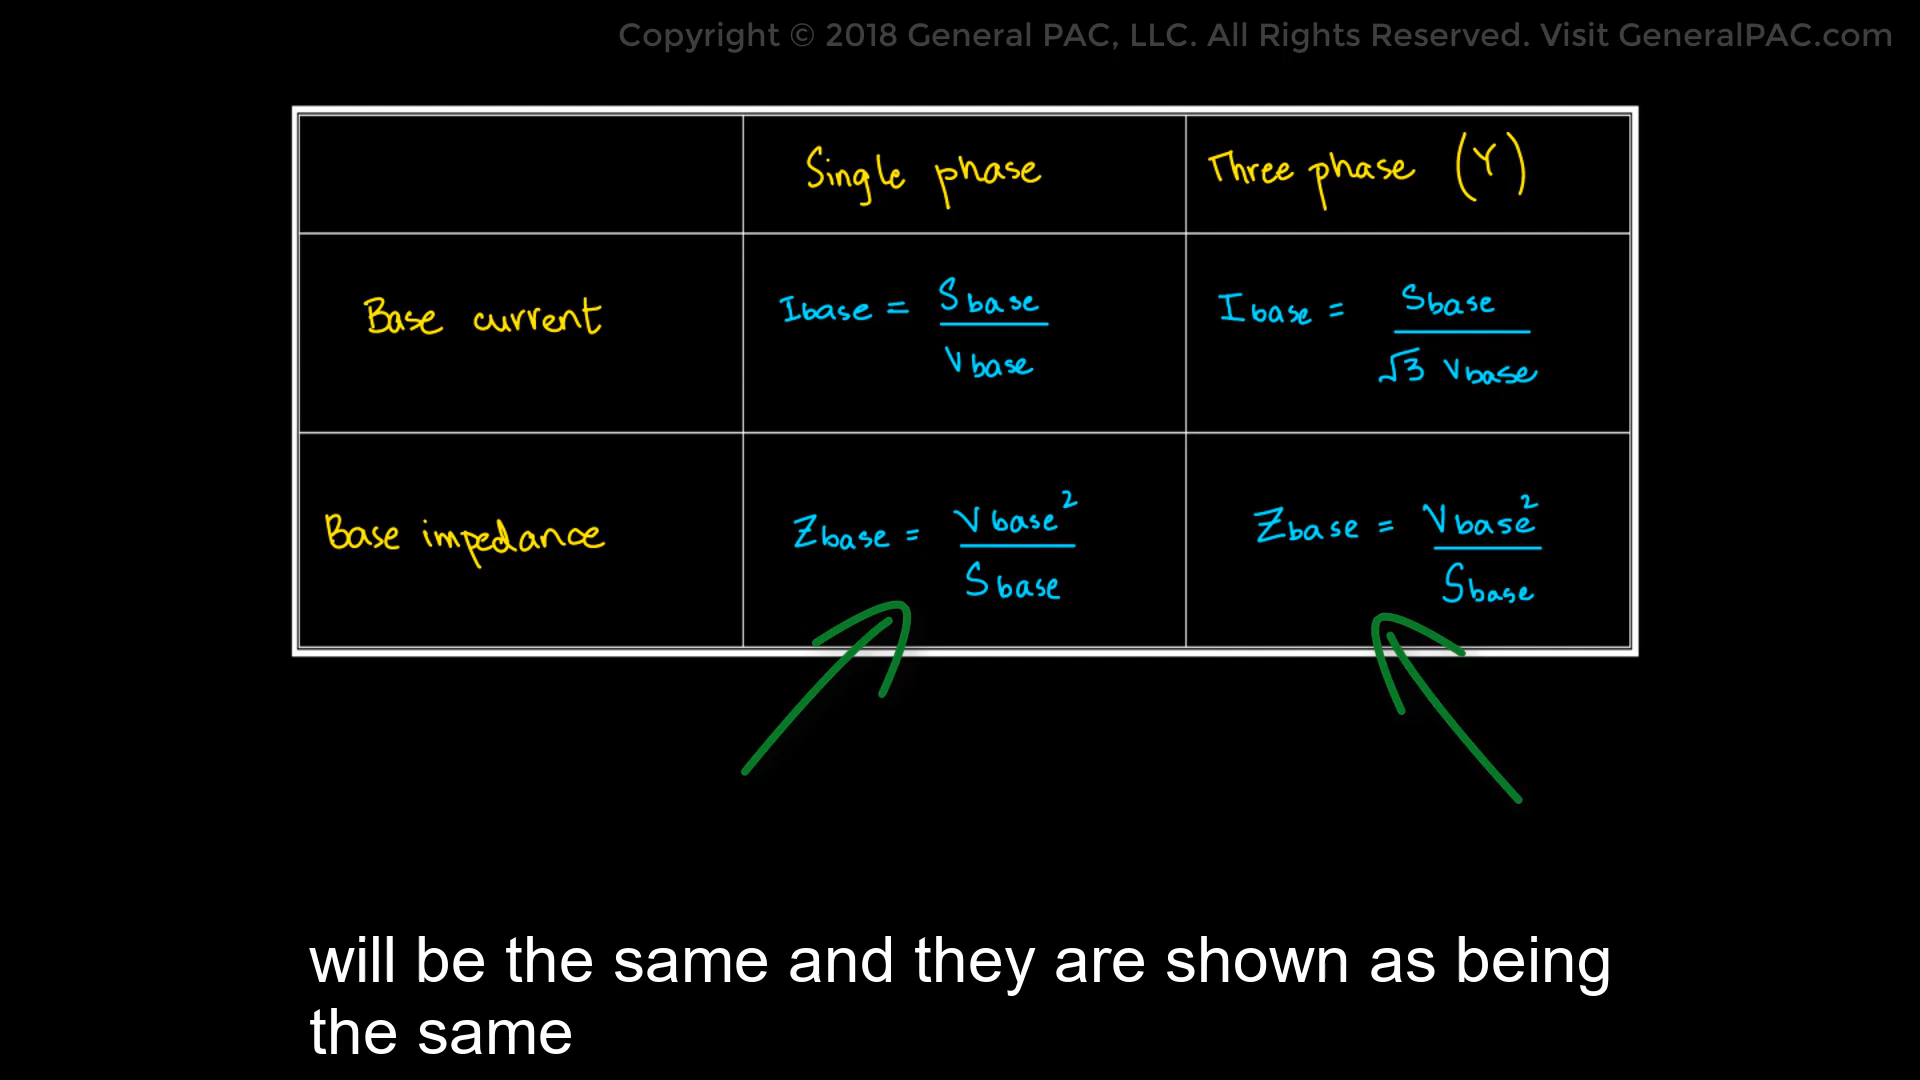 Copyright © 2018 General PAC, LLC. All Rights Reserved. Visit GeneralPAC.com
Single phase
Three phase (Y)
Base current
Ibase = Sbase / Vbase
Ibase = Sbase / √3 Vbase
Base impedance
Zbase = Vbase² / Sbase
Zbase = Vbase² / Sbase
will be the same and they are shown as being
the same